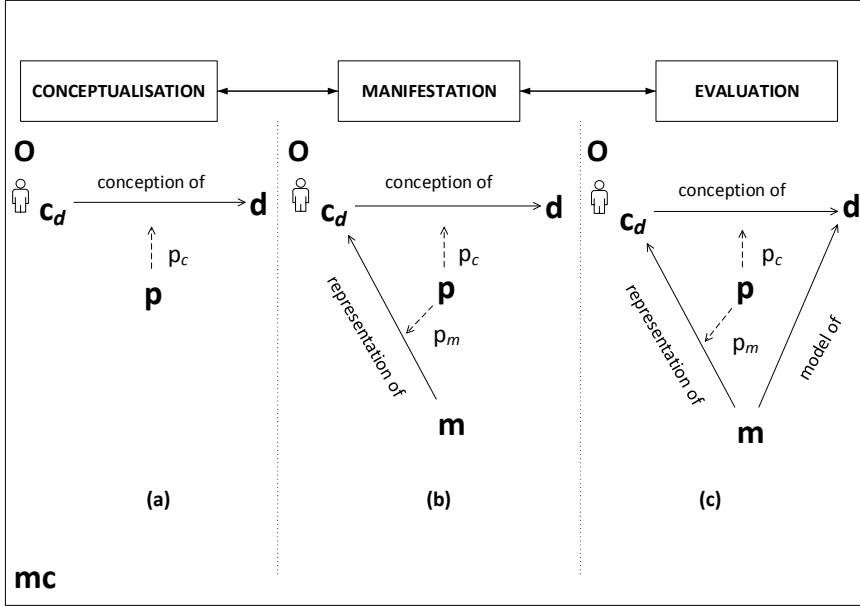 CONCEPTUALISATION
MANIFESTATION
EVALUATION
O
conception of
c_d
d
p_c
p
(a)
O
conception of
c_d
d
p_c
p
p_m
representation of
m
(b)
O
conception of
c_d
d
p_c
p
p_m
representation of
model of
m
(c)
mc